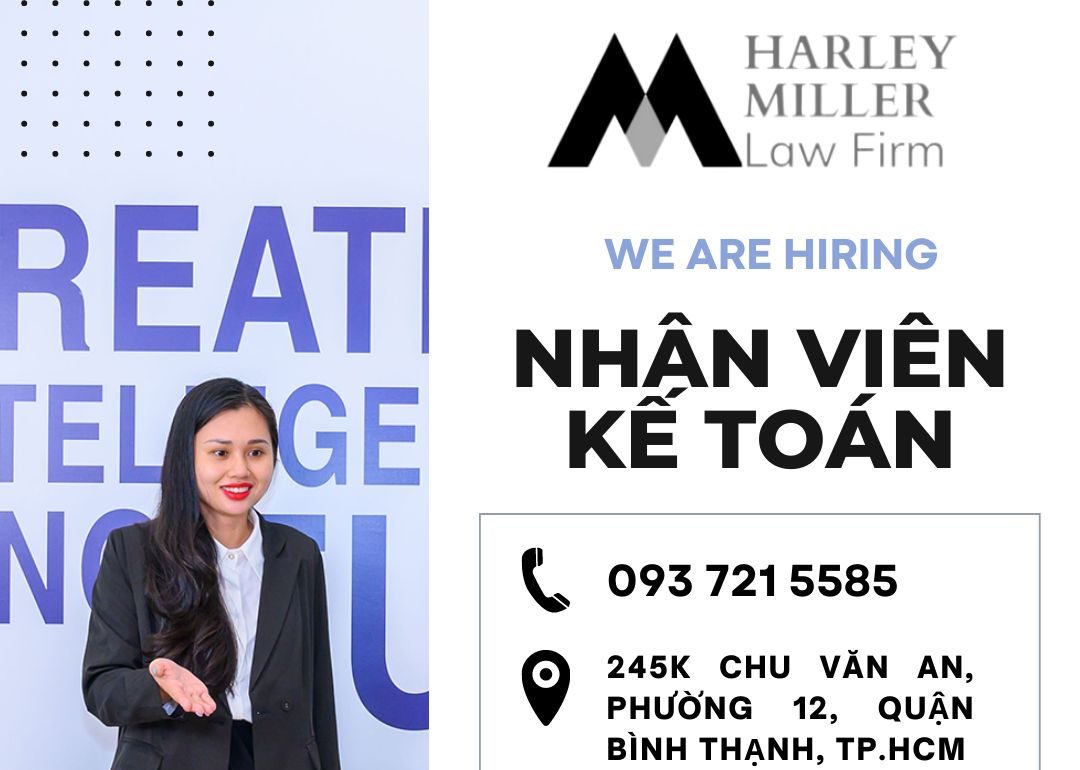 REAT
HARLEY
MILLER
Law Firm
WE ARE HIRING
NHÂN VIÊN
KẾ TOÁN
093 721 5585
245K CHU VĂN AN,
PHƯỜNG 12, QUẬN
BÌNH THẠNH, TP.HCM